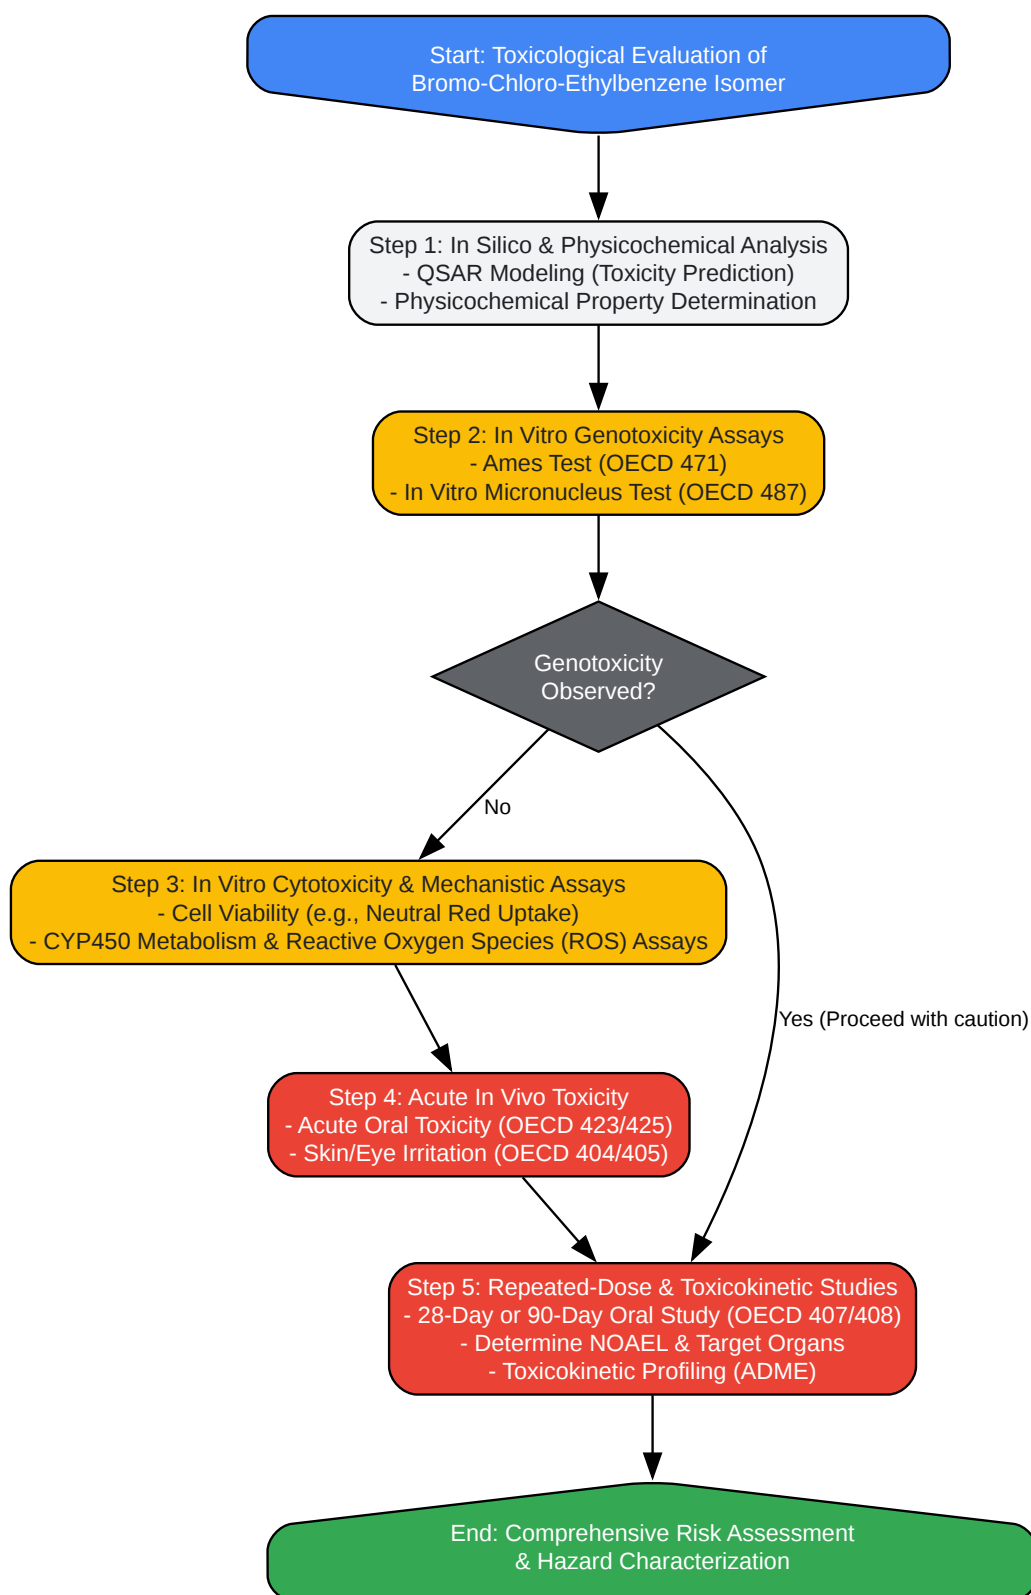 Start: Toxicological Evaluation of
Bromo-Chloro-Ethylbenzene Isomer
Step 1: In Silico & Physicochemical Analysis
- QSAR Modeling (Toxicity Prediction)
- Physicochemical Property Determination
Step 2: In Vitro Genotoxicity Assays
- Ames Test (OECD 471)
- In Vitro Micronucleus Test (OECD 487)
Genotoxicity
Observed?
No
Step 3: In Vitro Cytotoxicity & Mechanistic Assays
- Cell Viability (e.g., Neutral Red Uptake)
- CYP450 Metabolism & Reactive Oxygen Species (ROS) Assays
Yes (Proceed with caution)
Step 4: Acute In Vivo Toxicity
- Acute Oral Toxicity (OECD 423/425)
- Skin/Eye Irritation (OECD 404/405)
Step 5: Repeated-Dose & Toxicokinetic Studies
- 28-Day or 90-Day Oral Study (OECD 407/408)
- Determine NOAEL & Target Organs
- Toxicokinetic Profiling (ADME)
End: Comprehensive Risk Assessment
& Hazard Characterization